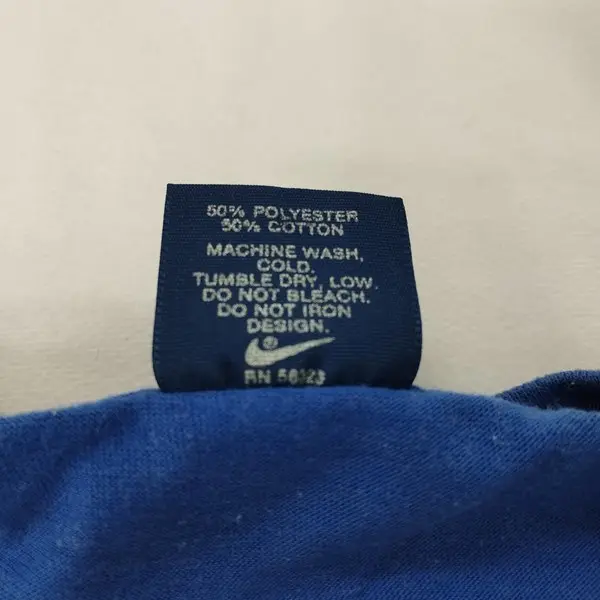 50% POLYESTER
50% COTTON
MACHINE WASH,
COLD.
TUMBLE DRY, LOW.
DO NOT BLEACH.
DO NOT IRON
DESIGN.
RN 56323